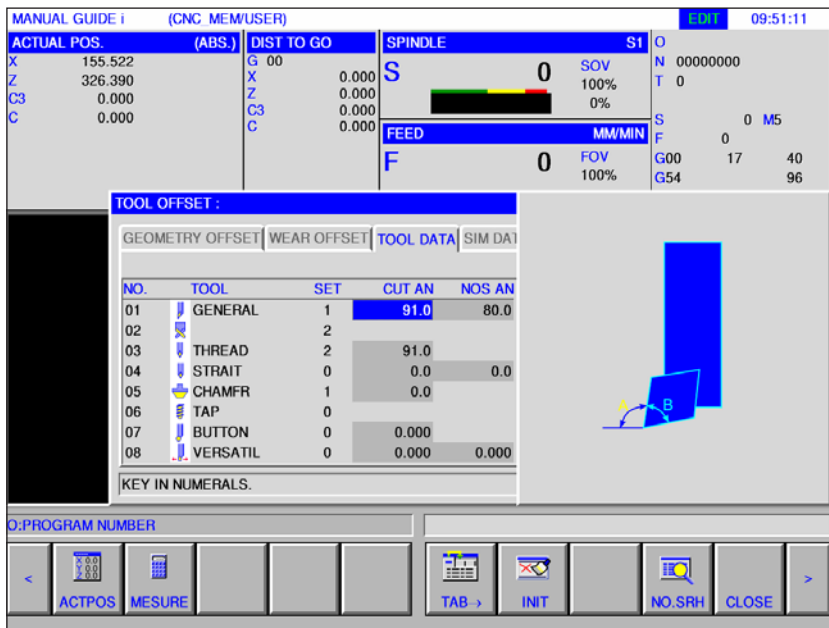 MANUAL GUIDE i (CNC_MEM/USER) EDIT 09:51:11
ACTUAL POS. (ABS.) DIST TO GO SPINDLE S1 O
X 155.522 G 00 S 0 SOV N 00000000
Z 326.390 X 0.000 100% T 0
C3 0.000 Z 0.000 0%
C 0.000 C3 0.000 S 0 M5
C 0.000 FEED MM/MIN F 0
F 0 FOV G00 17 40
100% G54 96
TOOL OFFSET :
GEOMETRY OFFSET WEAR OFFSET TOOL DATA SIM DAT
NO. TOOL SET CUT AN NOS AN
01 GENERAL 1 91.0 80.0
02 2
03 THREAD 2 91.0
04 STRAIT 0 0.0 0.0
05 CHAMFR 1 0.0
06 TAP 0
07 BUTTON 0 0.000
08 VERSATIL 0 0.000 0.000
A B
KEY IN NUMERALS.
O:PROGRAM NUMBER
< ACTPOS MESURE TAB→ INIT NO.SRH CLOSE >